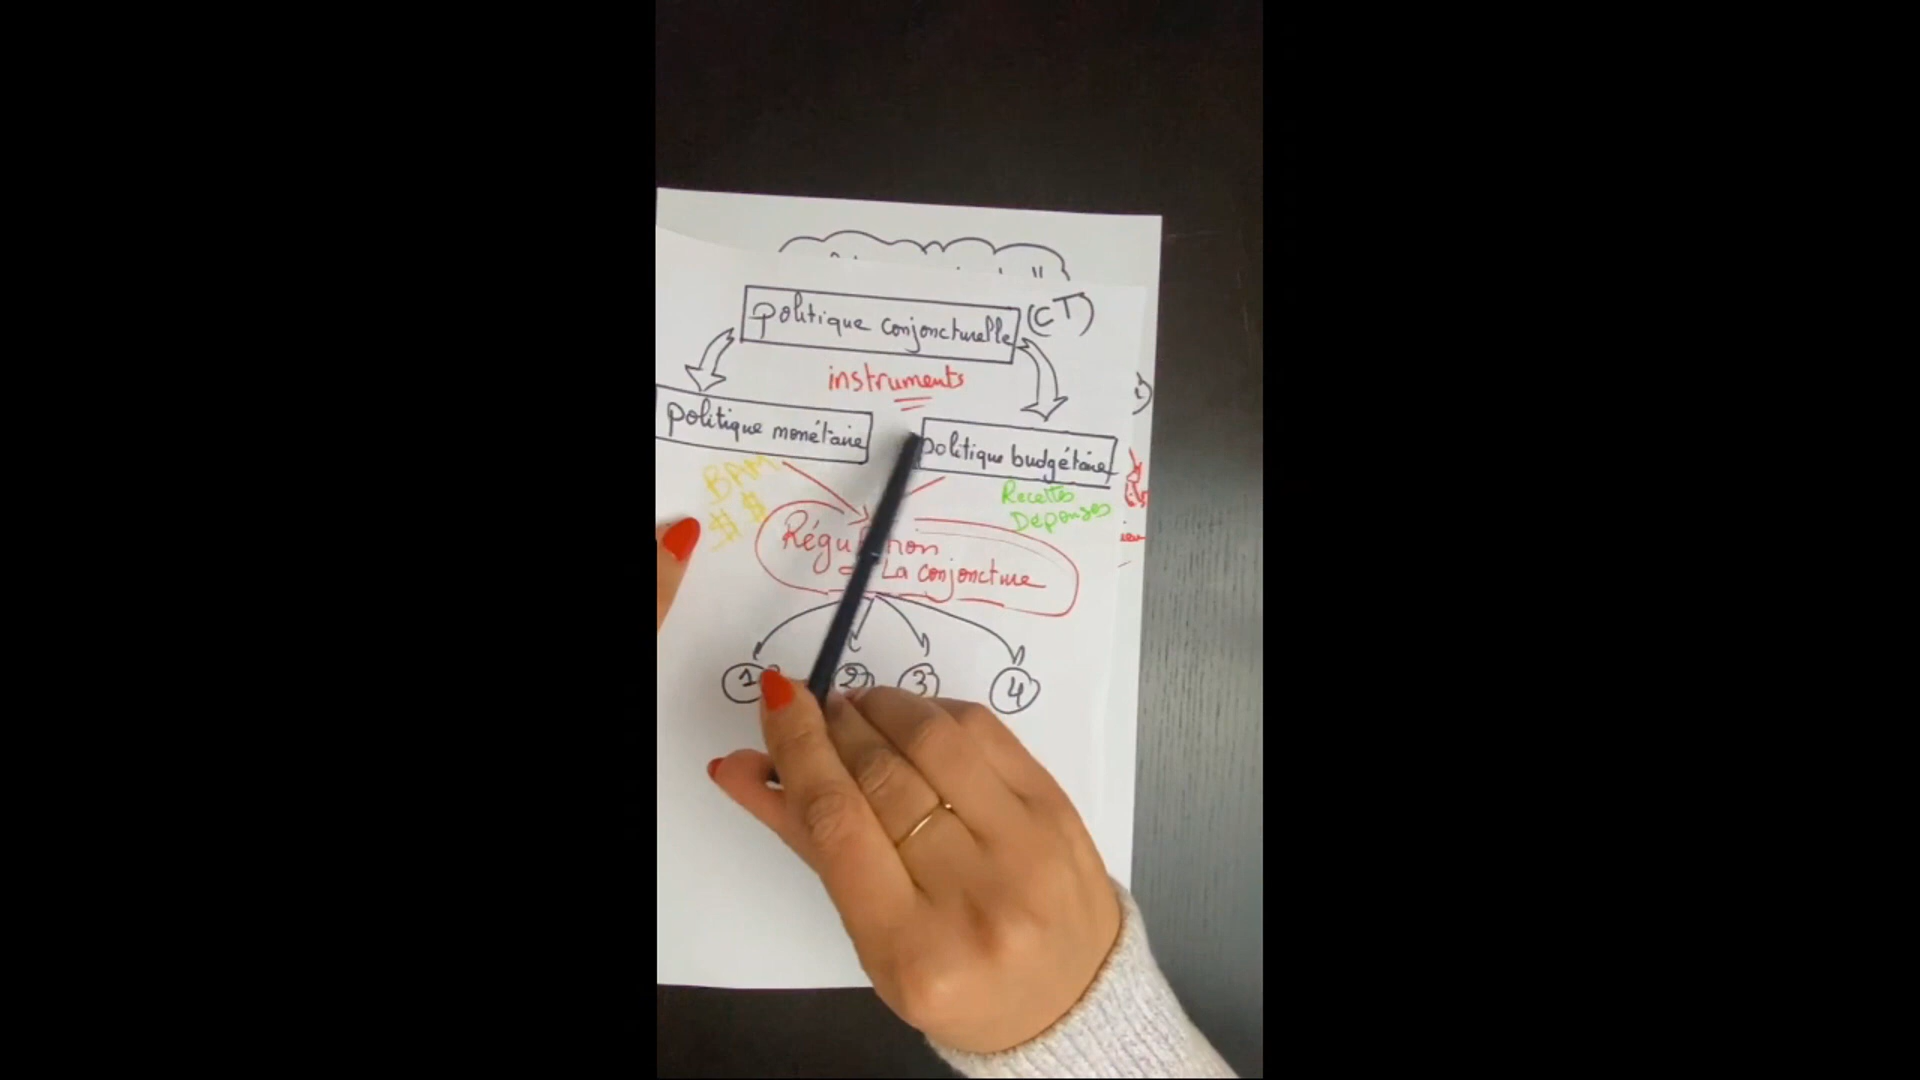 politique conjoncturelle (CT)
instruments
politique monétaire
politique budgétaire
BAM
$ $
Recettes
Dépenses
La conjoncture
1 2 3 4